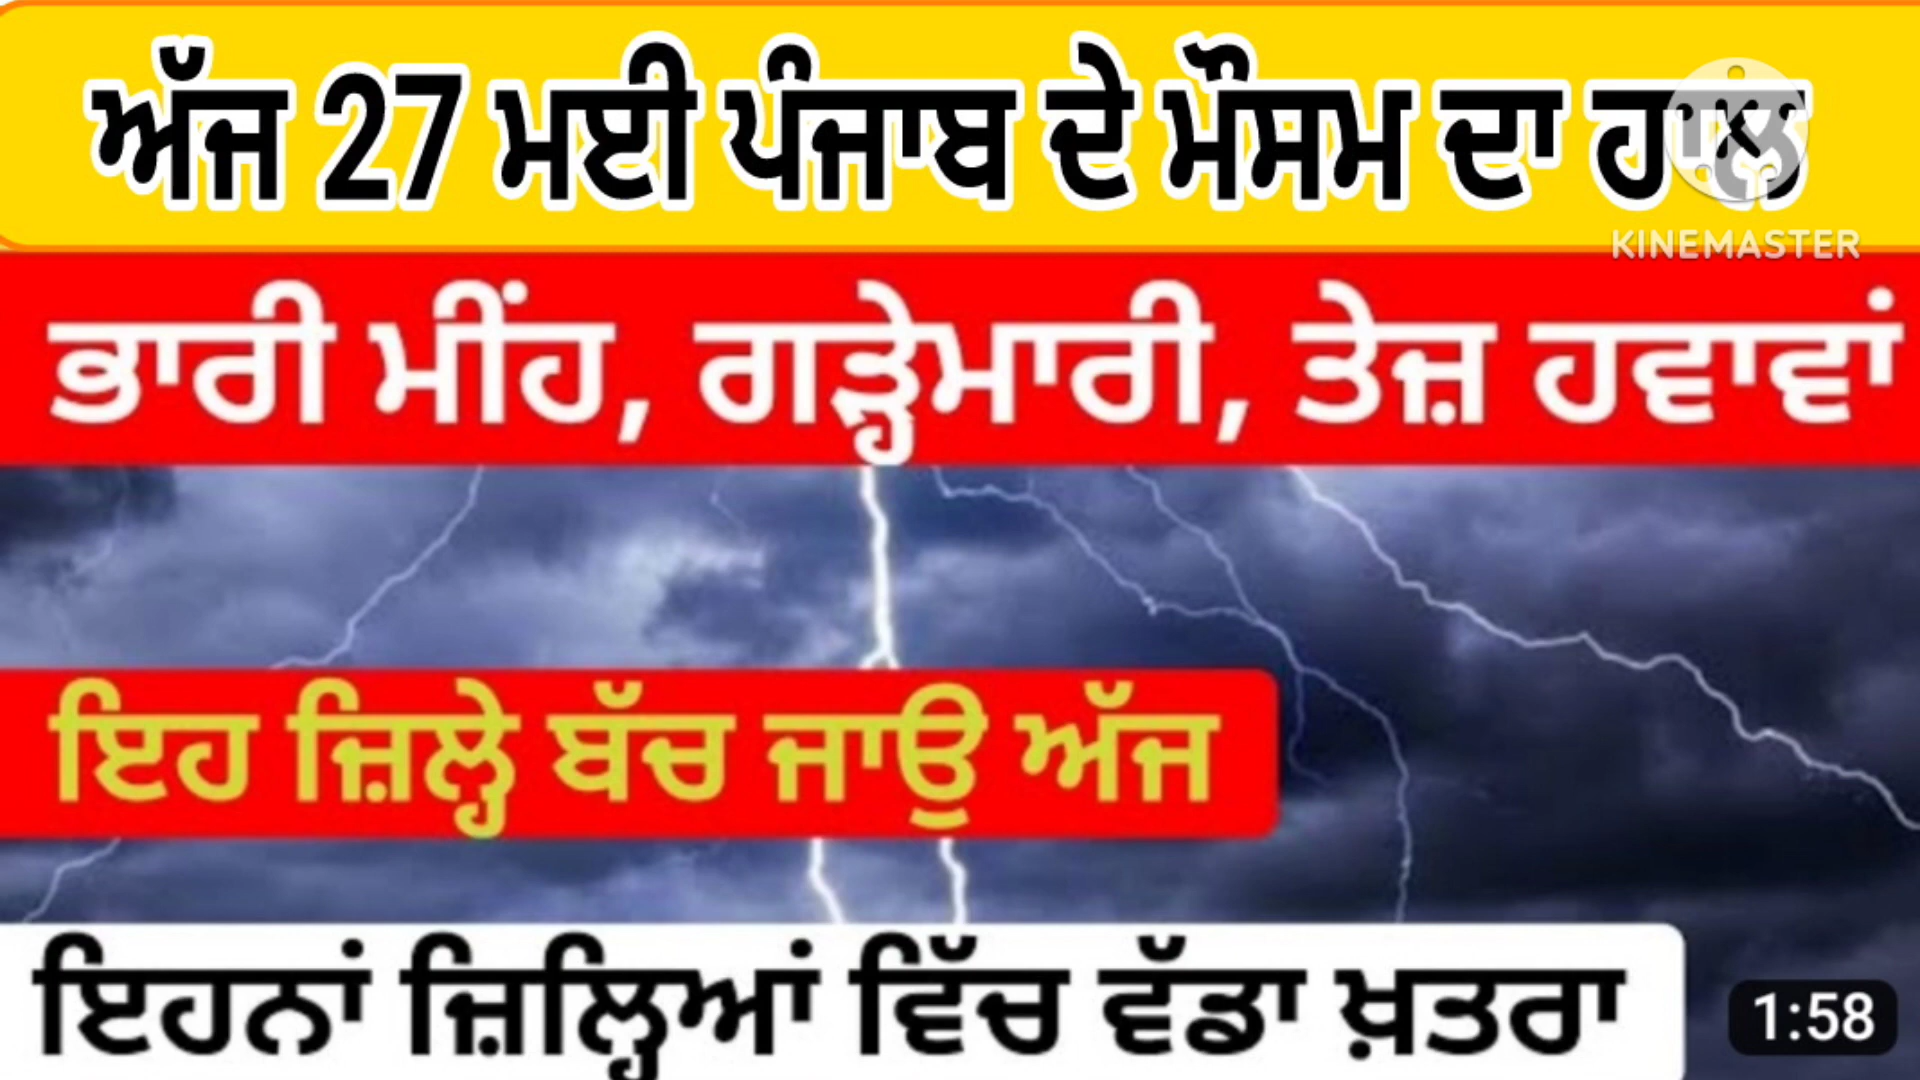 ਅੱਜ 27 ਮਈ ਪੰਜਾਬ ਦੇ ਮੌਸਮ ਦਾ ਹਾਲ
KINEMASTER
ਭਾਰੀ ਮੀਂਹ, ਗੜ੍ਹੇਮਾਰੀ, ਤੇਜ਼ ਹਵਾਵਾਂ
ਇਹ ਜ਼ਿਲ੍ਹੇ ਬੱਚ ਜਾਉ ਅੱਜ
ਇਹਨਾਂ ਜ਼ਿਲ੍ਹਿਆਂ ਵਿੱਚ ਵੱਡਾ ਖ਼ਤਰਾ
1:58